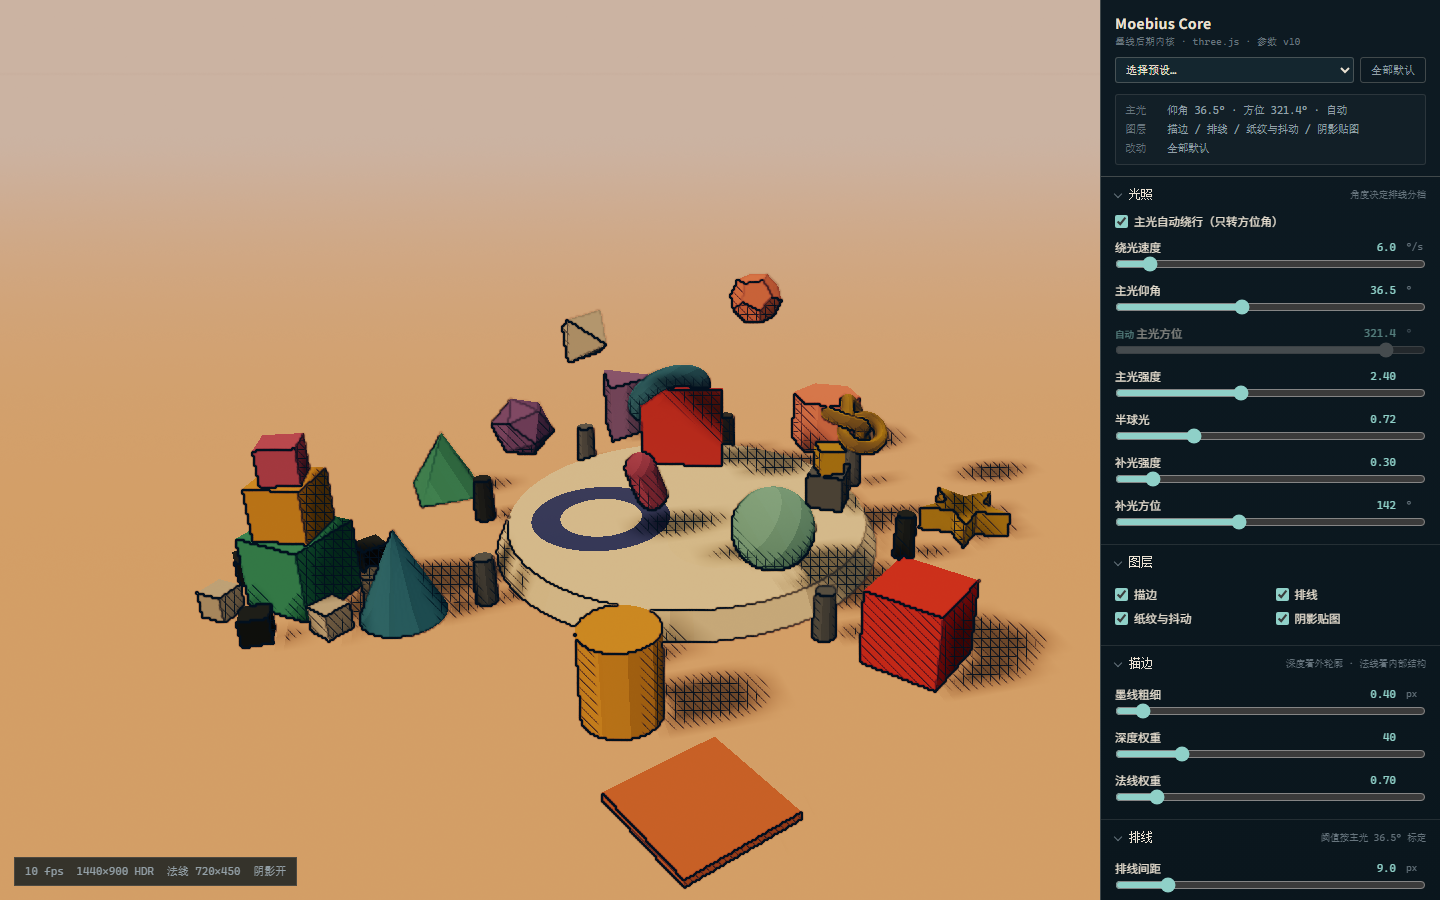 Moebius Core
墨线后期内核 · three.js · 参数 v10
选择预设… 全部默认
主光 仰角 36.5° · 方位 321.4° · 自动
图层 描边 / 排线 / 纸纹与抖动 / 阴影贴图
改动 全部默认
光照 角度决定排线分档
主光自动绕行（只转方位角）
绕光速度 6.0 °/s
主光仰角 36.5 °
自动 主光方位 321.4 °
主光强度 2.40
半球光 0.72
补光强度 0.30
补光方位 142 °
图层
描边 排线
纸纹与抖动 阴影贴图
描边 深度署外轮廓 · 法线署内部结构
墨线粗细 0.40 px
深度权重 40
法线权重 0.70
排线 阈值按主光 36.5° 标定
排线间距 9.0 px
10 fps 1440×900 HDR 法线 720×450 阴影开